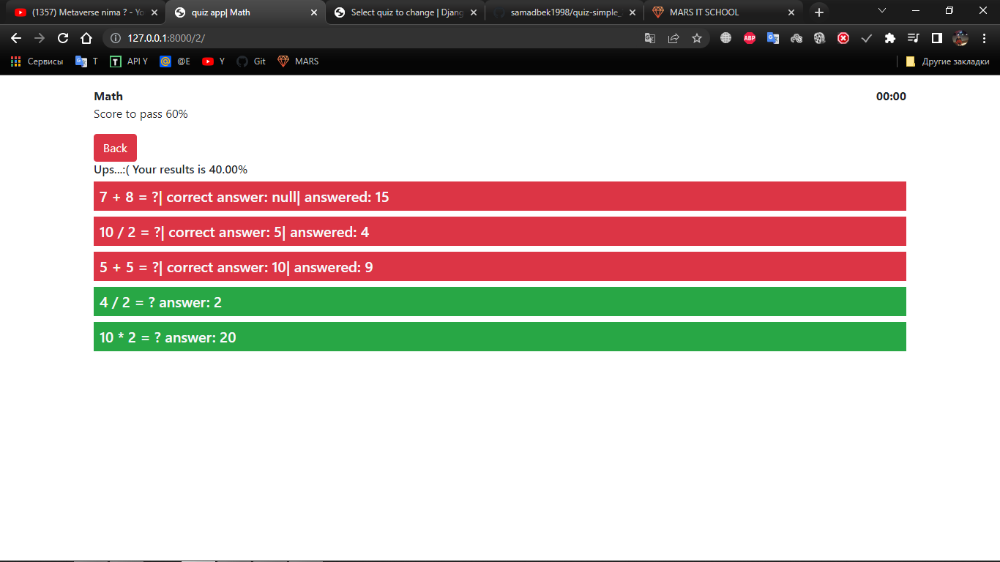 (1357) Metaverse nima ? - Yo
quiz app| Math
Select quiz to change | Djang
samadbek1998/quiz-simple_
MARS IT SCHOOL
127.0.0.1:8000/2/
ABP
Сервисы
T
API Y
@E
Y
Git
MARS
Другие закладки
Math
00:00
Score to pass 60%
Back
Ups...:( Your results is 40.00%
7 + 8 = ?| correct answer: null| answered: 15
10 / 2 = ?| correct answer: 5| answered: 4
5 + 5 = ?| correct answer: 10| answered: 9
4 / 2 = ? answer: 2
10 * 2 = ? answer: 20